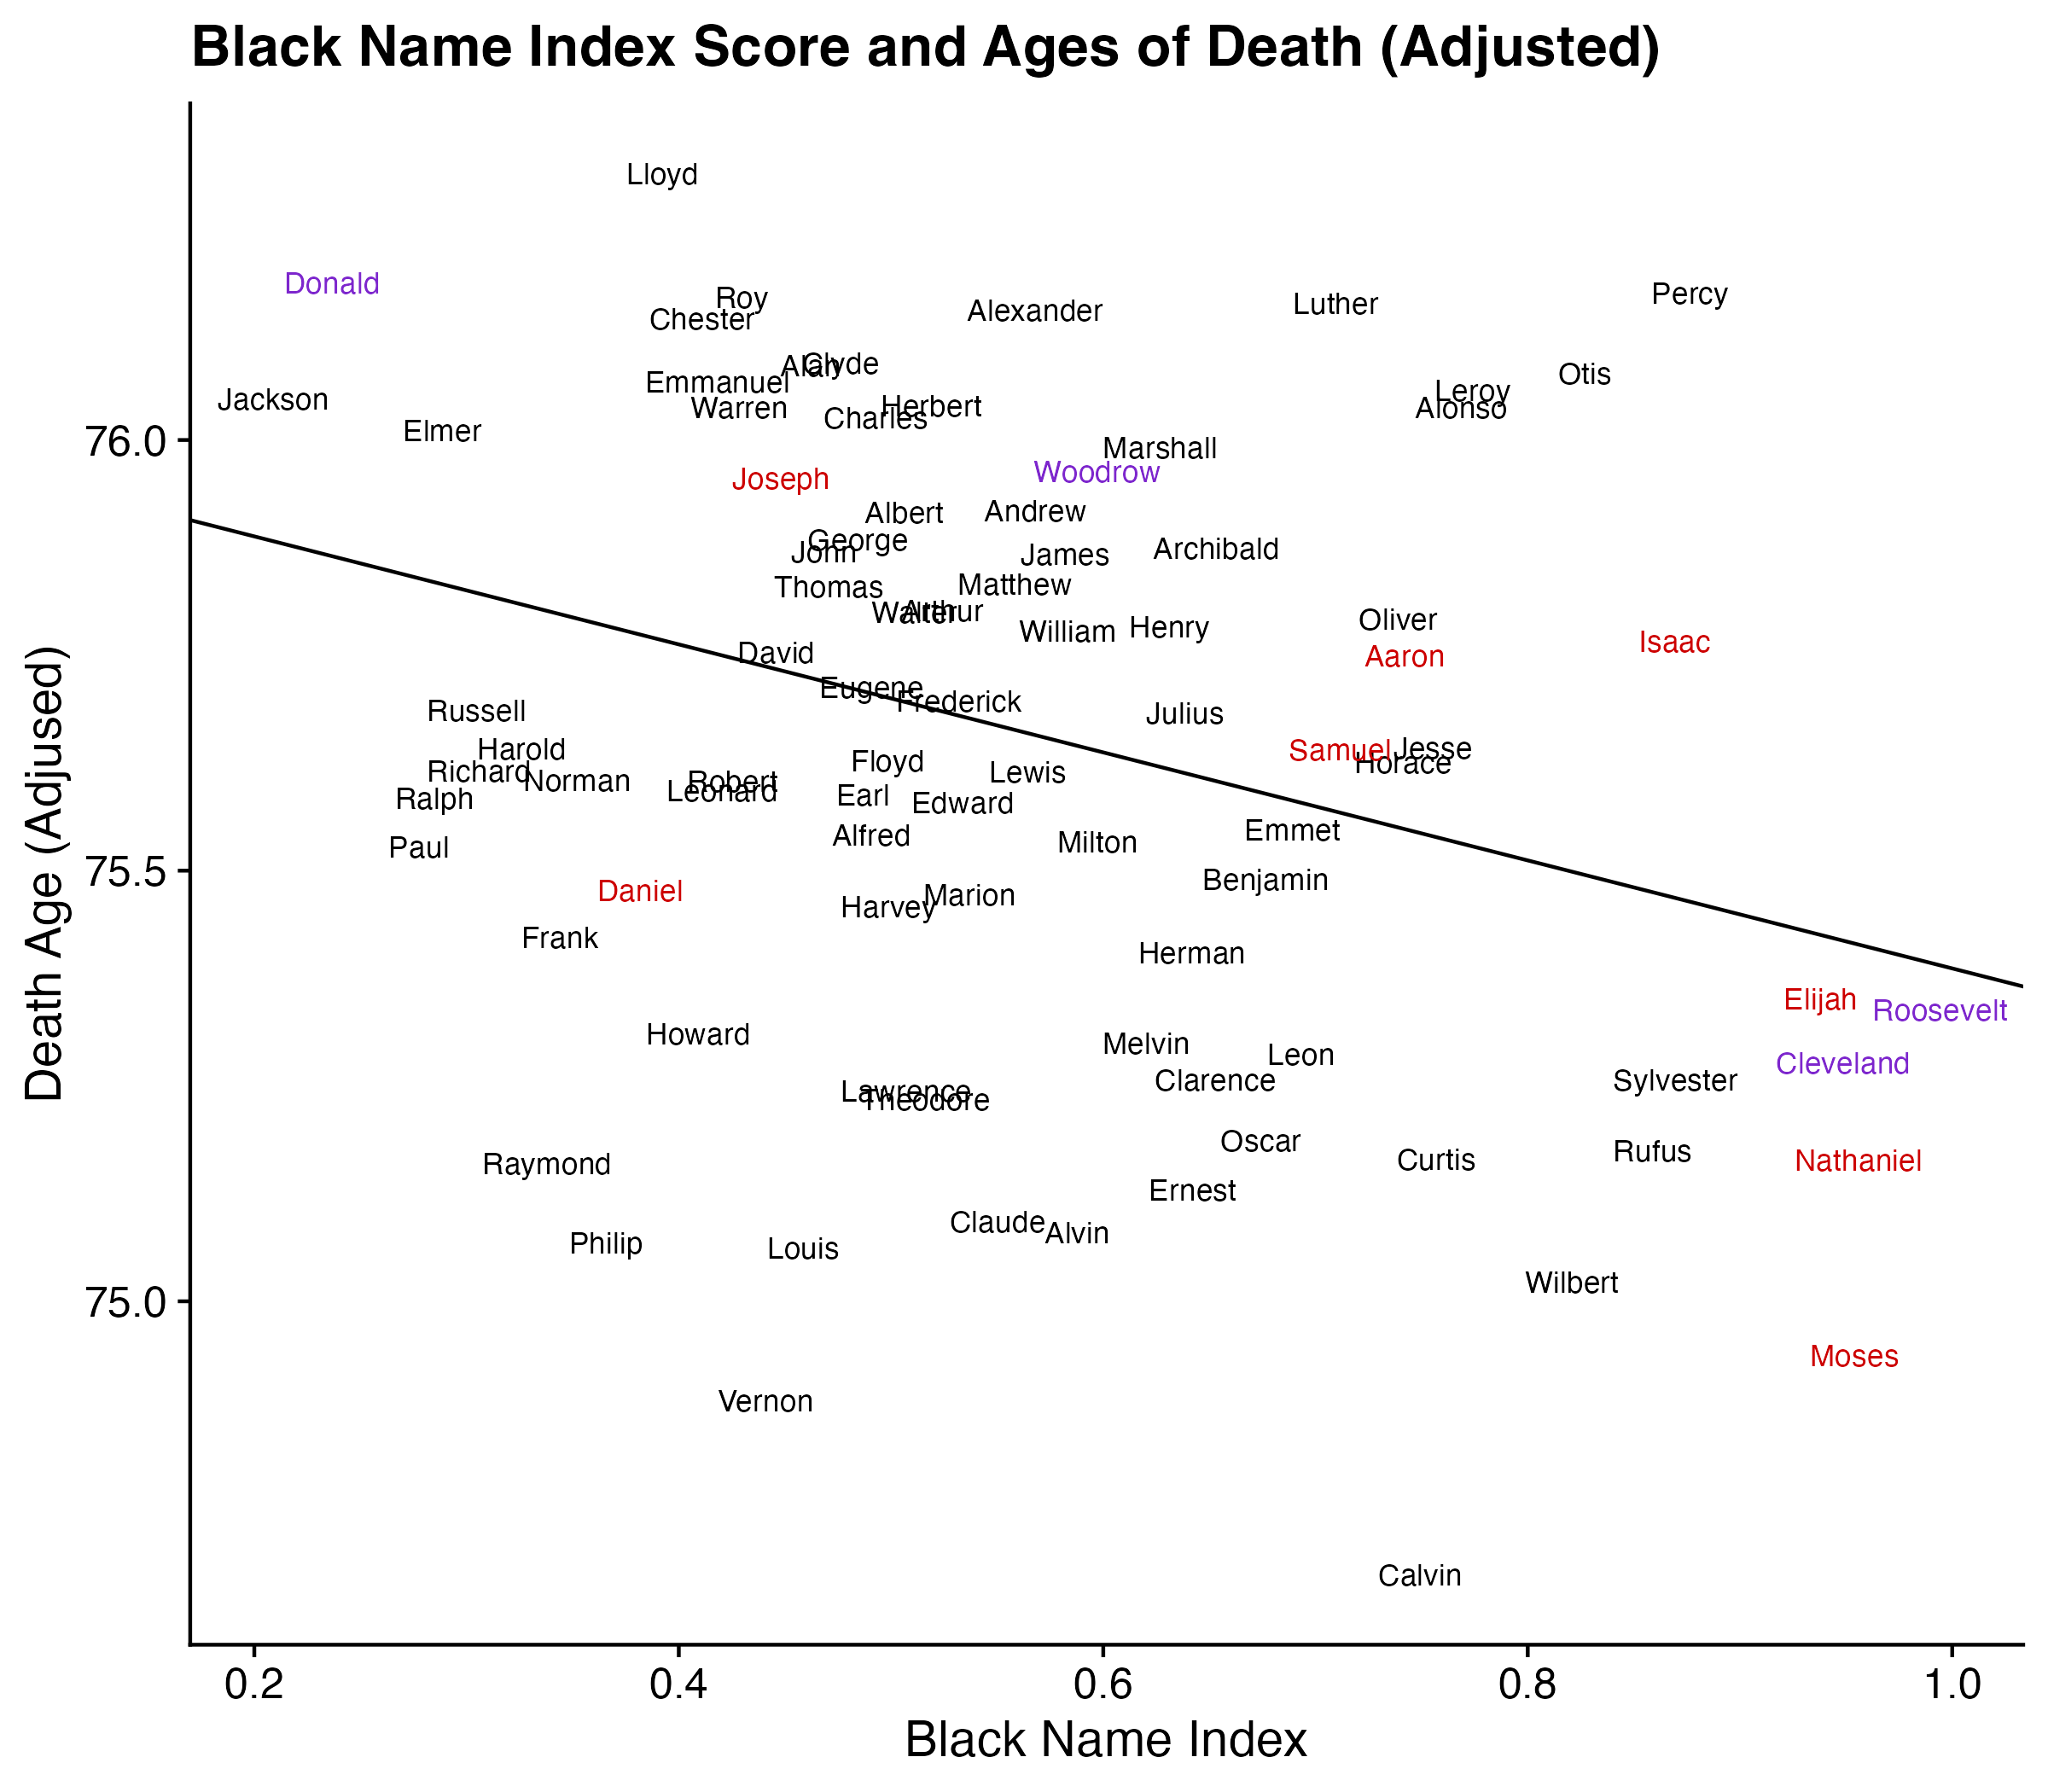 Black Name Index Score and Ages of Death (Adjusted)
Lloyd
Donald
Percy
Roy
Luther
Alexander
Chester
Clyde
Alan
Otis
Emmanuel
Leroy
Jackson
Herbert
Warren
Alonso
Charles
Elmer
76.0
Marshall
Woodrow
Joseph
Andrew
Albert
George
Archibald
John
James
Matthew
Thomas
Arthur
Walter
Oliver
Henry
William
Isaac
David
Aaron
Eugene
Frederick
Russell
Julius
Harold
Jesse
Samuel
Floyd
Horace
Richard
Lewis
Norman
Robert
Leonard
Earl
Ralph
Edward
Emmet
Alfred
Milton
Paul
75.5
Benjamin
Daniel
Marion
Harvey
Frank
Herman
Elijah
Roosevelt
Howard
Melvin
Leon
Cleveland
Clarence
Sylvester
Lawrence
Theodore
Oscar
Rufus
Curtis
Nathaniel
Raymond
Ernest
Claude
Alvin
Philip
Louis
Wilbert
75.0
Moses
Vernon
Calvin
Death Age (Adjusted)
0.2 0.4 0.6 0.8 1.0
Black Name Index